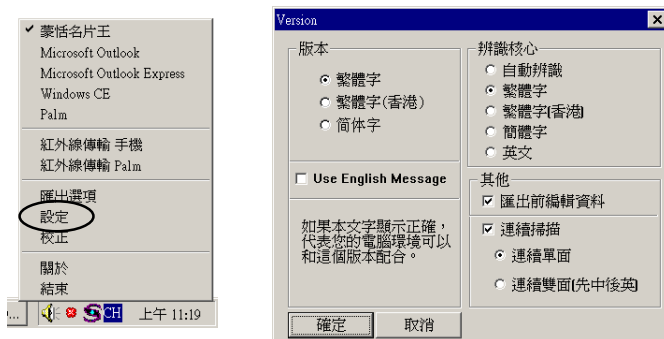 蒙恬名片王
Microsoft Outlook
Microsoft Outlook Express
Windows CE
Palm
紅外線傳輸 手機
紅外線傳輸 Palm
匯出選項
設定
校正
關於
結束
...
CH
上午 11:19
Version
版本
繁體字
繁體字(香港)
简体字
Use English Message
如果本文字顯示正確，
代表您的電腦環境可以
和這個版本配合。
確定
取消
辨識核心
自動辨識
繁體字
繁體字(香港)
簡體字
英文
其他
匯出前編輯資料
連續掃描
連續單面
連續雙面(先中後英)